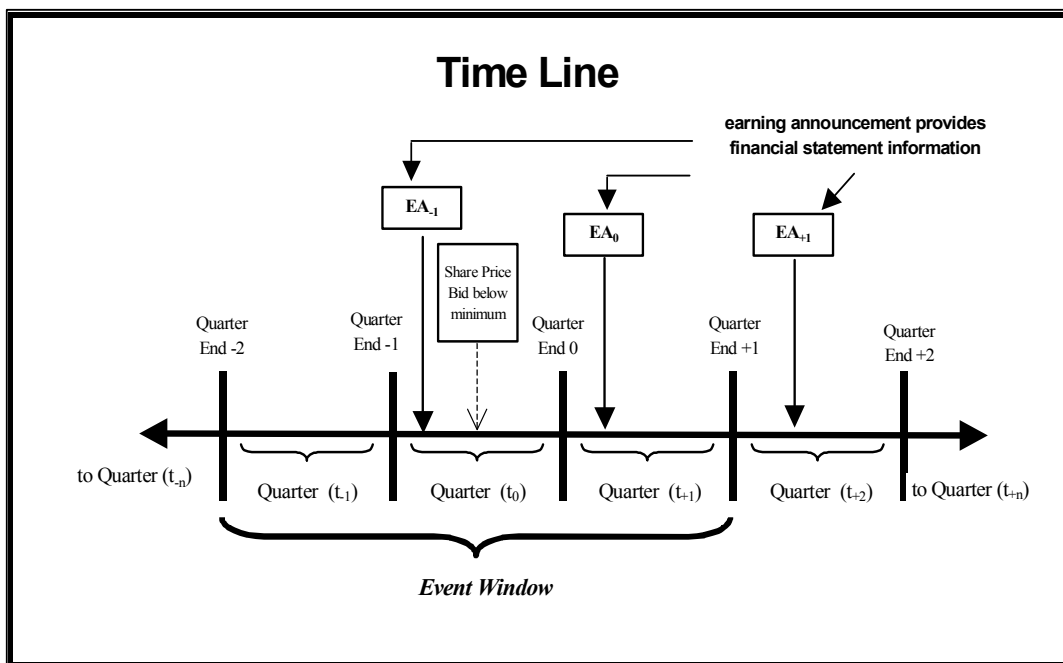 Time Line
earning announcement provides
financial statement information
EA-1
EA0
EA+1
Share Price
Bid below
minimum
Quarter
End -2
Quarter
End -1
Quarter
End 0
Quarter
End +1
Quarter
End +2
to Quarter (t-n)
Quarter (t-1)
Quarter (t0)
Quarter (t+1)
Quarter (t+2)
to Quarter (t+n)
Event Window